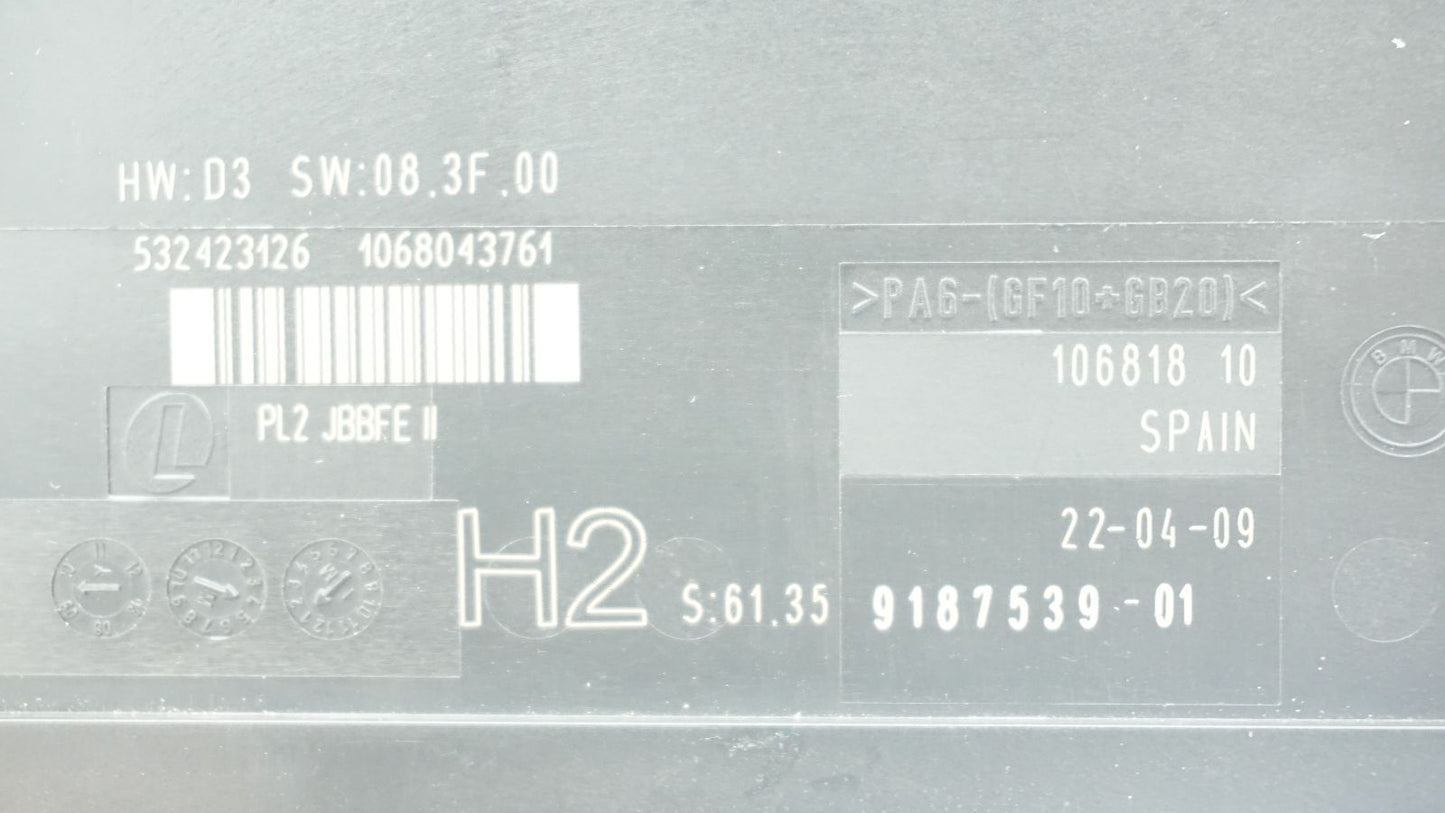 HW:D3 SW:08.3F.00
532423126 1068043761
>PA6-(GF10+GB20)<
106818 10
BMW
PL2 JBBFE II
SPAIN
L
22-04-09
H2
S:61.35
9187539-01